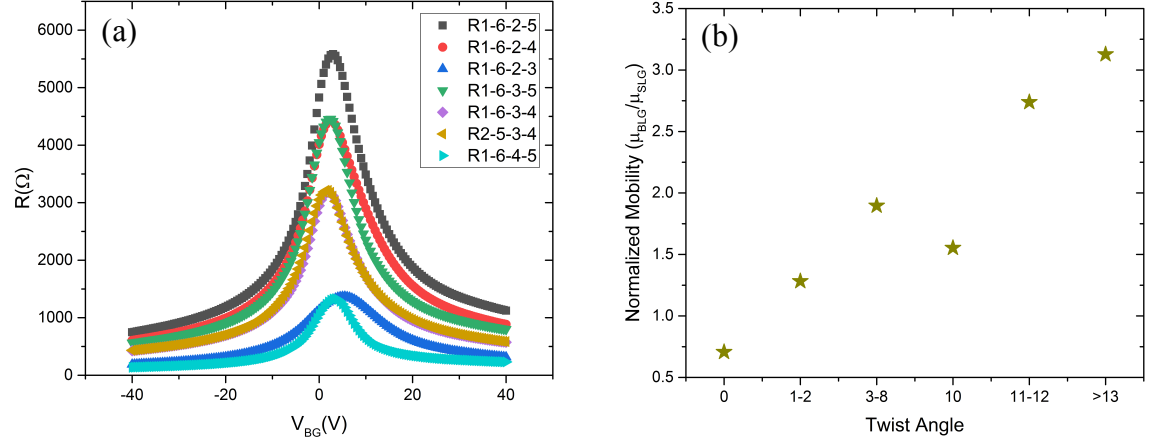 (a)
R1-6-2-5
R1-6-2-4
R1-6-2-3
R1-6-3-5
R1-6-3-4
R2-5-3-4
R1-6-4-5
6000
5000
4000
3000
2000
1000
0
R(Ω)
-40
-20
0
20
40
V_BG(V)
(b)
3.5
3.0
2.5
2.0
1.5
1.0
0.5
Normalized Mobility (μ_BLG/μ_SLG)
0
1-2
3-8
10
11-12
>13
Twist Angle